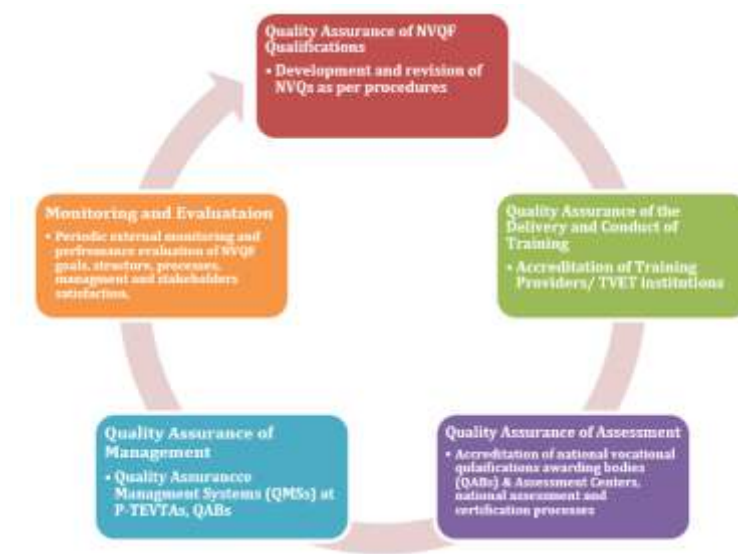 Quality Assurance of NVQF
Qualifications
• Development and revision of
NVQs as per procedures
Quality Assurance of the
Delivery and Conduct of
Training
• Accreditation of Training
Providers/ TVET institutions
Quality Assurance of Assessment
• Accreditation of national vocational
qulaifications awarding bodies
(QABs) & Assessment Centers,
national assessment and
certification processes
Quality Assurance of
Management
• Quality Assurancce
Managment Systems (QMSs) at
P-TEVTAs, QABs
Monitoring and Evaluataion
• Periodic external monitoring and
perfromance evaluation of NVQF
goals, structure, processes,
managment and stakeholders
satisfaction.